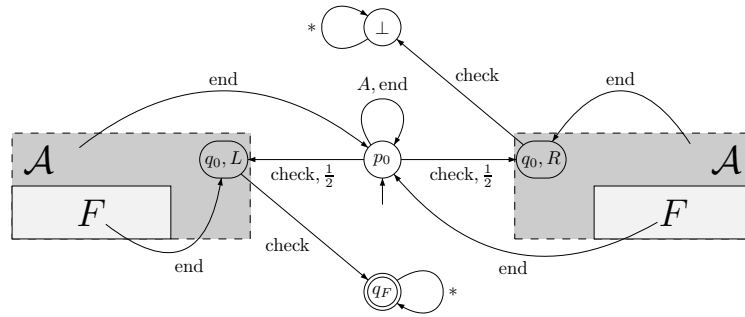 * ⊥
check
end A, end end
𝒜 q₀, L p₀ q₀, R 𝒜
check, ½ check, ½
F F
check
end end
q_F *